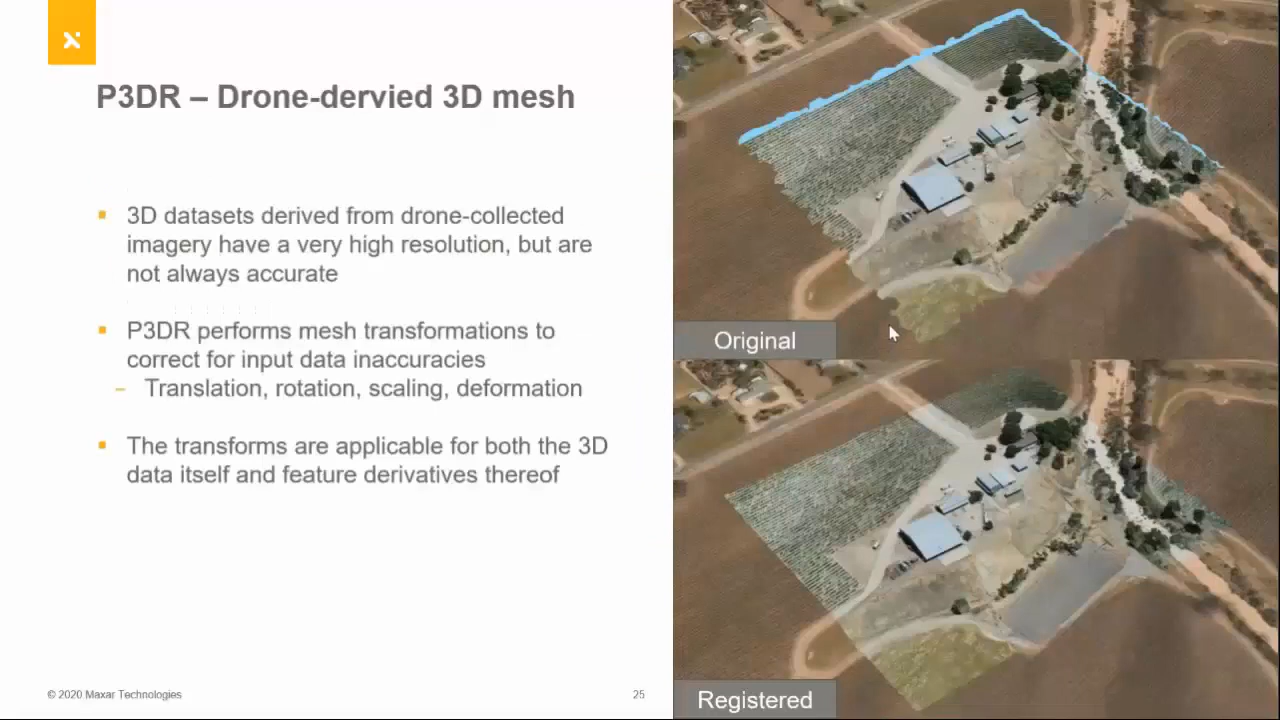 P3DR – Drone-dervied 3D mesh
3D datasets derived from drone-collected
imagery have a very high resolution, but are
not always accurate
P3DR performs mesh transformations to
correct for input data inaccuracies
– Translation, rotation, scaling, deformation
The transforms are applicable for both the 3D
data itself and feature derivatives thereof
Original
Registered
© 2020 Maxar Technologies
25